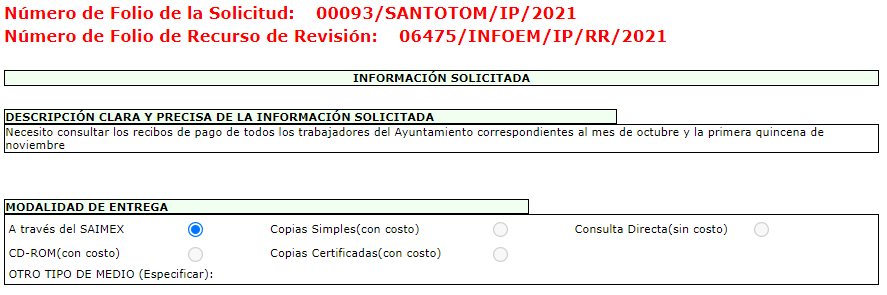 Número de Folio de la Solicitud: 00093/SANTOTOM/IP/2021
Número de Folio de Recurso de Revisión: 06475/INFOEM/IP/RR/2021
INFORMACIÓN SOLICITADA
DESCRIPCIÓN CLARA Y PRECISA DE LA INFORMACIÓN SOLICITADA
Necesito consultar los recibos de pago de todos los trabajadores del Ayuntamiento correspondientes al mes de octubre y la primera quincena de
noviembre
MODALIDAD DE ENTREGA
A través del SAIMEX Copias Simples(con costo) Consulta Directa(sin costo)
CD-ROM(con costo) Copias Certificadas(con costo)
OTRO TIPO DE MEDIO (Especificar):